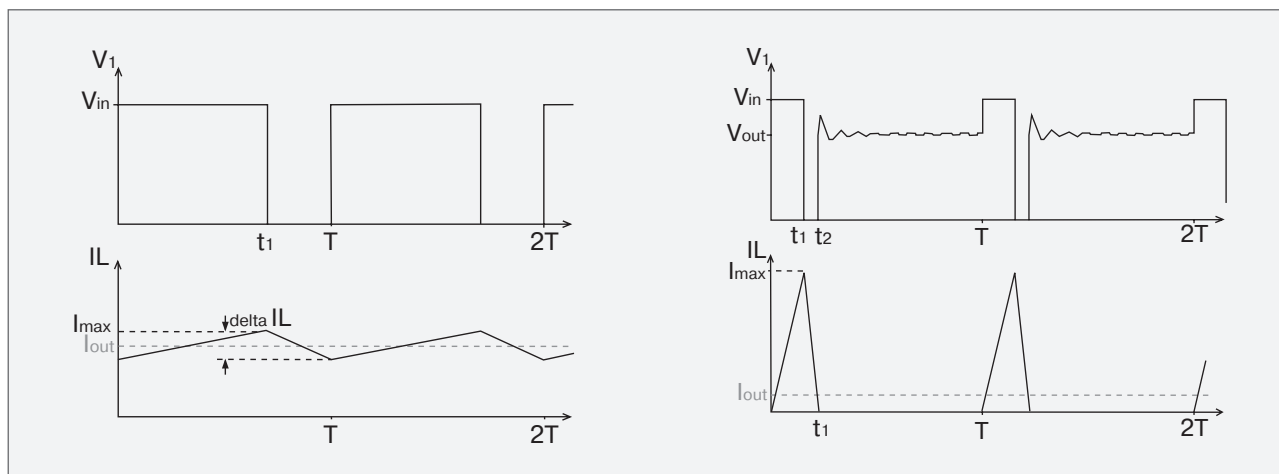 V1
Vin
t1 T 2T
IL
Imax
delta IL
Iout
T 2T
V1
Vin
Vout
t1 t2 T 2T
IL
Imax
Iout
t1 T 2T